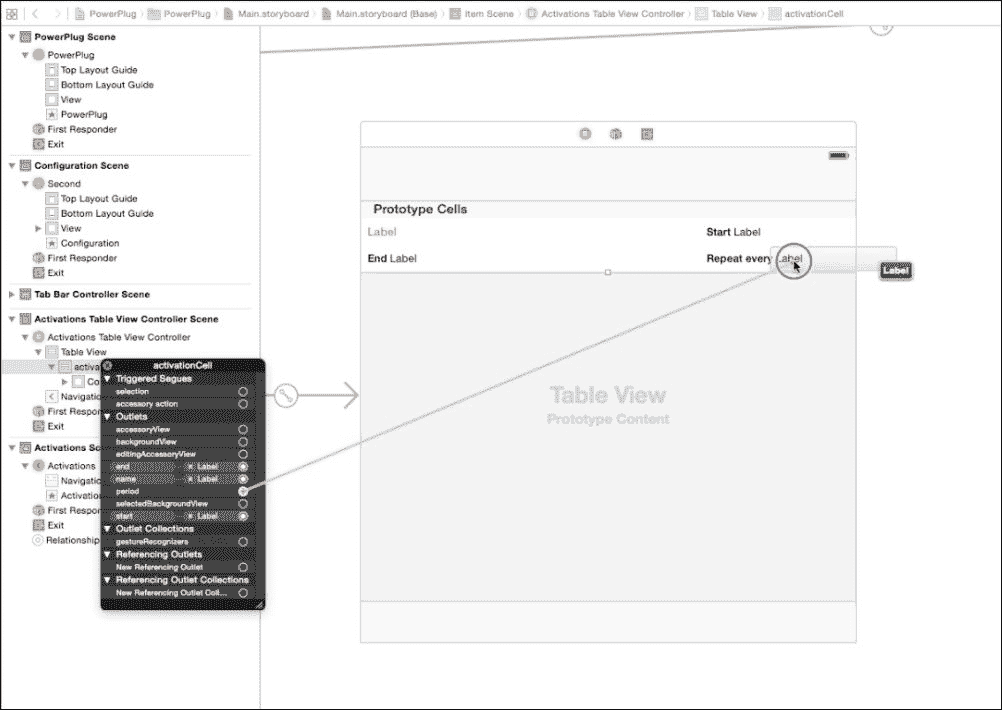 PowerPlug PowerPlug Main.storyboard Main.storyboard (Base) Item Scene Activations Table View Controller Table View activationCell
PowerPlug Scene
PowerPlug
Top Layout Guide
Bottom Layout Guide
View
PowerPlug
First Responder
Exit
Configuration Scene
Second
Top Layout Guide
Bottom Layout Guide
View
Configuration
First Responder
Exit
Tab Bar Controller Scene
Activations Table View Controller Scene
Activations Table View Controller
Table View
activa
Co
Navigatio
First Respor
Exit
Activations Sc
Activations
Navigatio
Activatio
First Respor
Exit
Relationship
activationCell
Triggered Segues
selection
accessory action
Outlets
accessoryView
backgroundView
editingAccessoryView
end Label
name Label
period
selectedBackgroundView
start Label
Outlet Collections
gestureRecognizers
Referencing Outlets
New Referencing Outlet
Referencing Outlet Collections
New Referencing Outlet Coll...
Prototype Cells
Label Start Label
End Label Repeat every Label
Label
Table View
Prototype Content